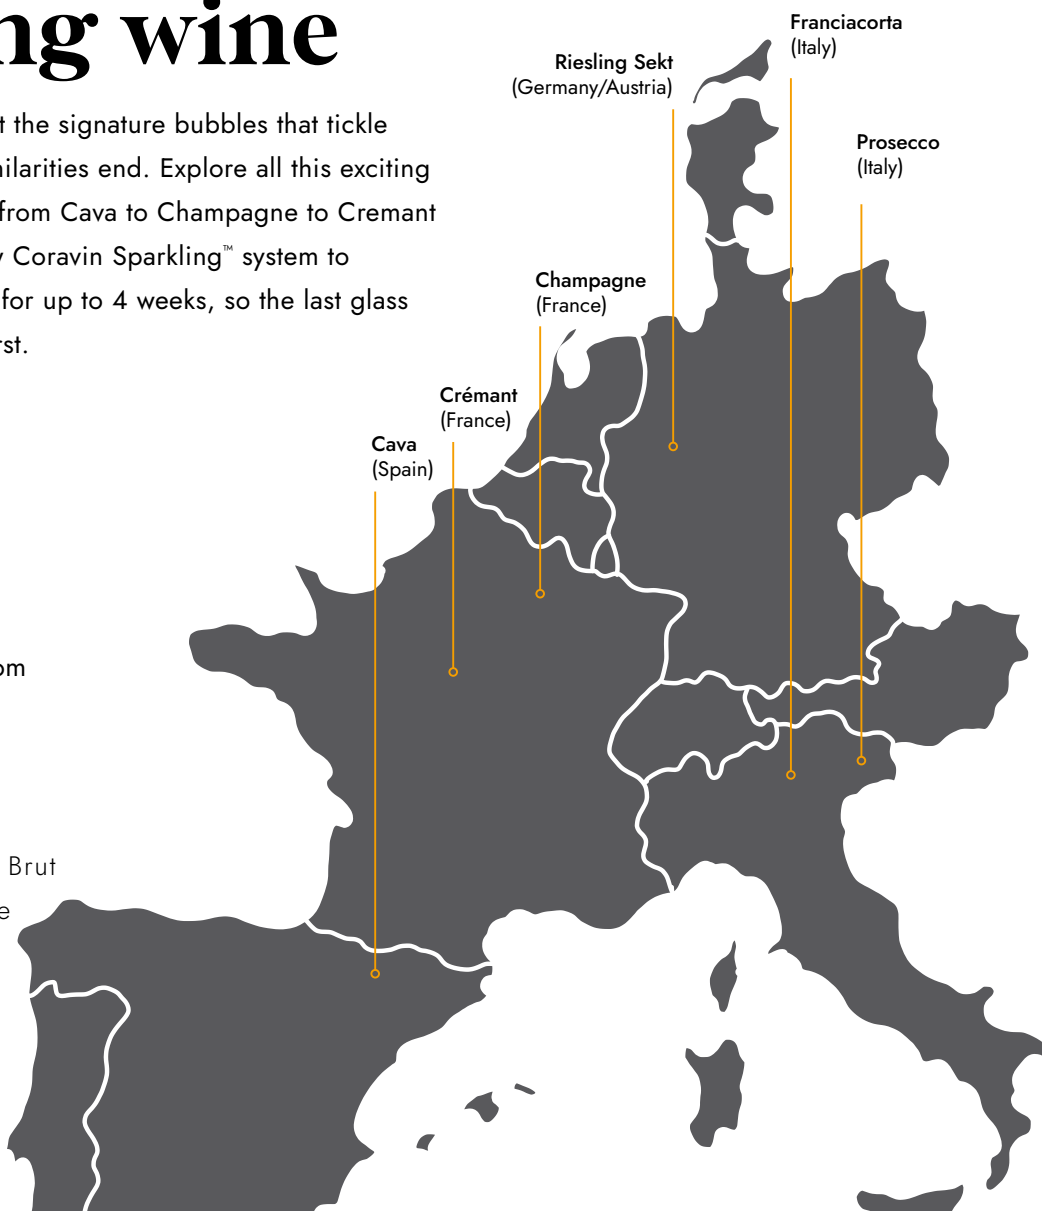 ng wine
t the signature bubbles that tickle
ilarities end. Explore all this exciting
from Cava to Champagne to Cremant
Coravin Sparkling™ system to
for up to 4 weeks, so the last glass
rst.
om
Brut
e
Franciacorta
(Italy)
Riesling Sekt
(Germany/Austria)
Prosecco
(Italy)
Champagne
(France)
Crémant
(France)
Cava
(Spain)